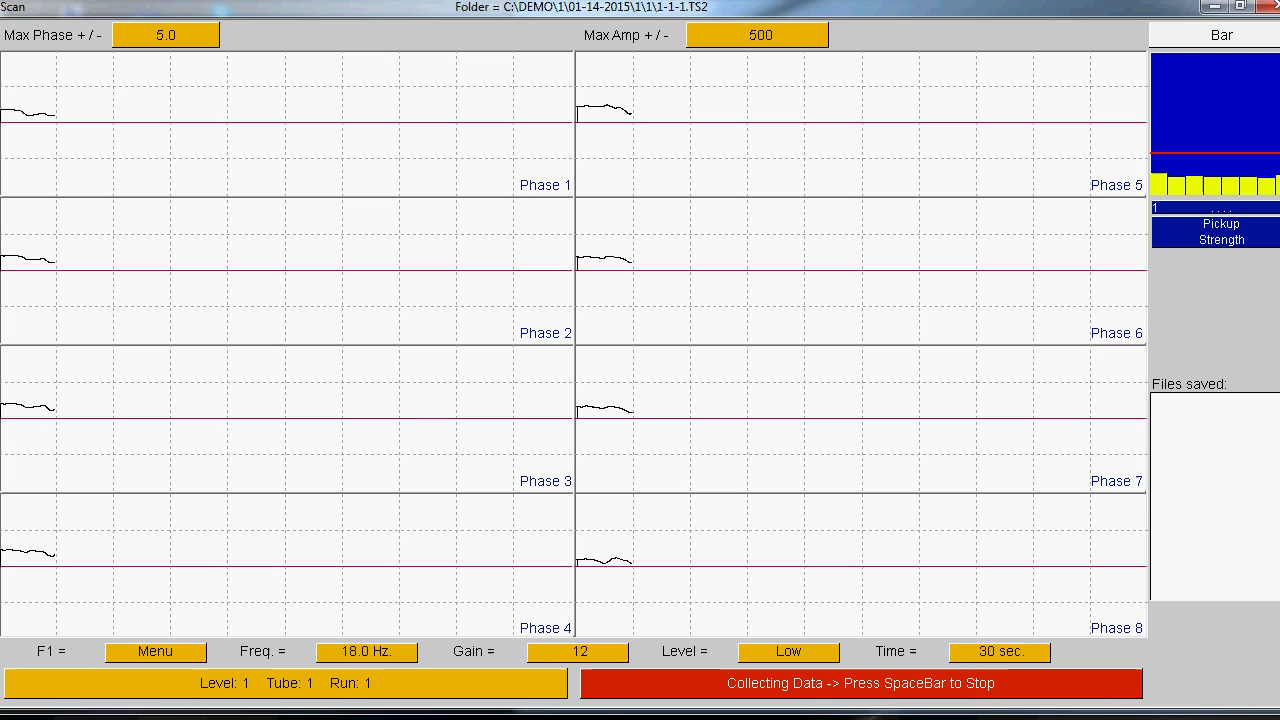 Scan
Folder = C:\DEMO\1\01-14-2015\1\1\1-1-1.TS2
Max Phase + / -
5.0
Max Amp + / -
500
Bar
Phase 1
Phase 5
1
....
Pickup
Strength
Phase 2
Phase 6
Files saved:
Phase 3
Phase 7
Phase 4
Phase 8
F1 =
Menu
Freq. =
18.0 Hz.
Gain =
12
Level =
Low
Time =
30 sec.
Level: 1 Tube: 1 Run: 1
Collecting Data -> Press SpaceBar to Stop